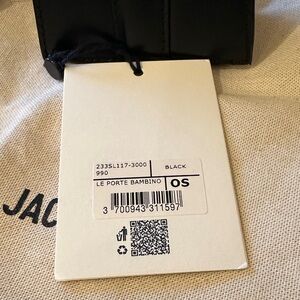 233SL117-3000
990
BLACK
LE PORTE BAMBINO
OS
3 700943 311597
JAC